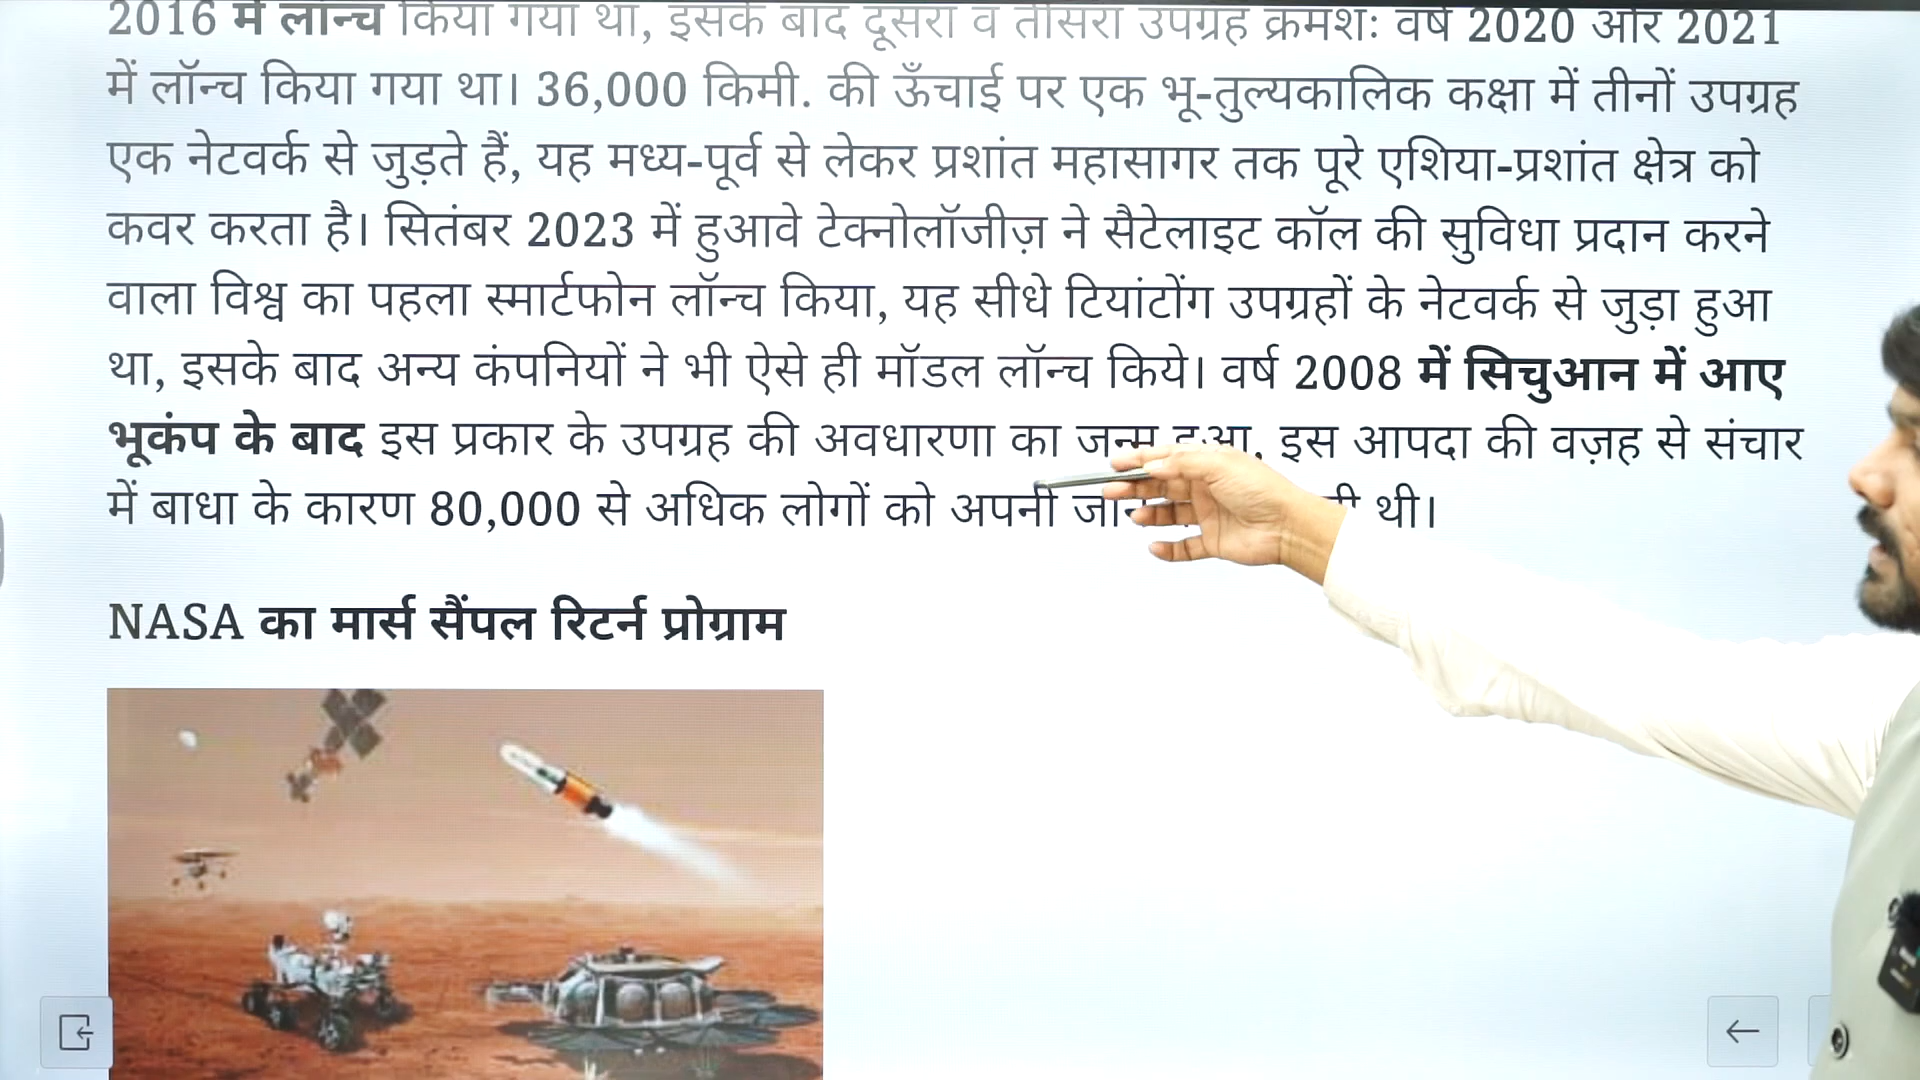 2016 में लॉन्च किया गया था, इसके बाद दूसरा व तीसरा उपग्रह क्रमशः वर्ष 2020 और 2021
में लॉन्च किया गया था। 36,000 किमी. की ऊँचाई पर एक भू-तुल्यकालिक कक्षा में तीनों उपग्रह
एक नेटवर्क से जुड़ते हैं, यह मध्य-पूर्व से लेकर प्रशांत महासागर तक पूरे एशिया-प्रशांत क्षेत्र को
कवर करता है। सितंबर 2023 में हुआवे टेक्नोलॉजीज़ ने सैटेलाइट कॉल की सुविधा प्रदान करने
वाला विश्व का पहला स्मार्टफोन लॉन्च किया, यह सीधे टियांटोंग उपग्रहों के नेटवर्क से जुड़ा हुआ
था, इसके बाद अन्य कंपनियों ने भी ऐसे ही मॉडल लॉन्च किये। वर्ष 2008 में सिचुआन में आए
भूकंप के बाद इस प्रकार के उपग्रह की अवधारणा का जन्म हुआ, इस आपदा की वज़ह से संचार
में बाधा के कारण 80,000 से अधिक लोगों को अपनी थी।
NASA का मार्स सैंपल रिटर्न प्रोग्राम